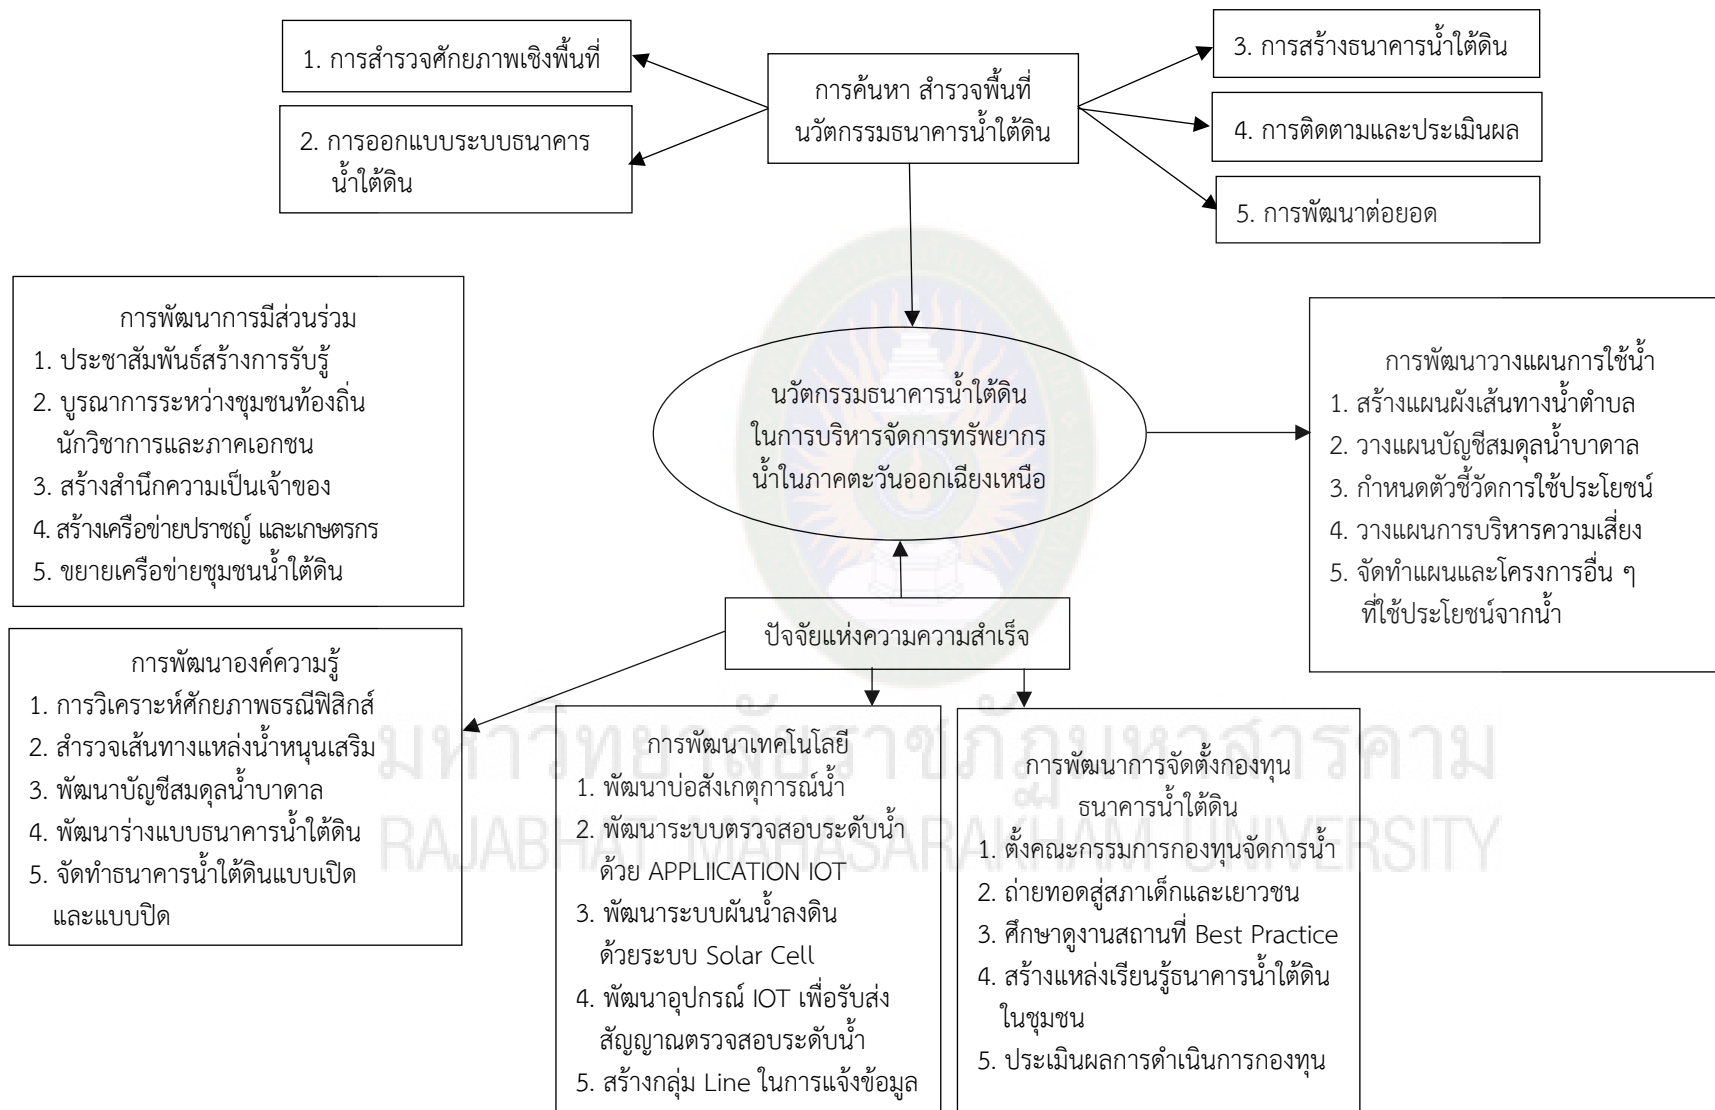 1. การสำรวจศักยภาพเชิงพื้นที่
2. การออกแบบระบบธนาคาร
น้ำใต้ดิน
การค้นหา สำรวจพื้นที่
นวัตกรรมธนาคารน้ำใต้ดิน
3. การสร้างธนาคารน้ำใต้ดิน
4. การติดตามและประเมินผล
5. การพัฒนาต่อยอด
การพัฒนาการมีส่วนร่วม
1. ประชาสัมพันธ์สร้างการรับรู้
2. บูรณาการระหว่างชุมชนท้องถิ่น
นักวิชาการและภาคเอกชน
3. สร้างสำนึกความเป็นเจ้าของ
4. สร้างเครือข่ายปราชญ์ และเกษตรกร
5. ขยายเครือข่ายชุมชนน้ำใต้ดิน
นวัตกรรมธนาคารน้ำใต้ดิน
ในการบริหารจัดการทรัพยากร
น้ำในภาคตะวันออกเฉียงเหนือ
การพัฒนาวางแผนการใช้น้ำ
1. สร้างแผนผังเส้นทางน้ำตำบล
2. วางแผนบัญชีสมดุลน้ำบาดาล
3. กำหนดตัวชี้วัดการใช้ประโยชน์
4. วางแผนการบริหารความเสี่ยง
5. จัดทำแผนและโครงการอื่น ๆ
ที่ใช้ประโยชน์จากน้ำ
ปัจจัยแห่งความความสำเร็จ
การพัฒนาองค์ความรู้
1. การวิเคราะห์ศักยภาพธรณีฟิสิกส์
2. สำรวจเส้นทางแหล่งน้ำหนุนเสริม
3. พัฒนาบัญชีสมดุลน้ำบาดาล
4. พัฒนาร่างแบบธนาคารน้ำใต้ดิน
5. จัดทำธนาคารน้ำใต้ดินแบบเปิด
และแบบปิด
การพัฒนาเทคโนโลยี
1. พัฒนาบ่อสังเกตุการณ์น้ำ
2. พัฒนาระบบตรวจสอบระดับน้ำ
ด้วย APPLIICATION IOT
3. พัฒนาระบบผันน้ำลงดิน
ด้วยระบบ Solar Cell
4. พัฒนาอุปกรณ์ IOT เพื่อรับส่ง
สัญญาณตรวจสอบระดับน้ำ
5. สร้างกลุ่ม Line ในการแจ้งข้อมูล
การพัฒนาการจัดตั้งกองทุน
ธนาคารน้ำใต้ดิน
1. ตั้งคณะกรรมการกองทุนจัดการน้ำ
2. ถ่ายทอดสู่สภาเด็กและเยาวชน
3. ศึกษาดูงานสถานที่ Best Practice
4. สร้างแหล่งเรียนรู้ธนาคารน้ำใต้ดิน
ในชุมชน
5. ประเมินผลการดำเนินการกองทุน
มหาวิทยาลัยราชภัฏมหาสารคาม
RAJABHAT MAHASARAKHAM UNIVERSITY